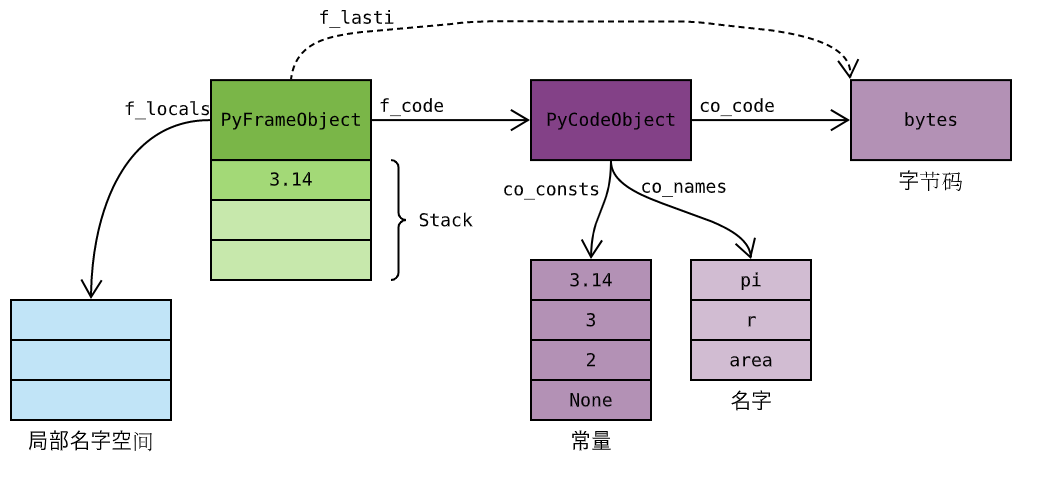 f_lasti
f_locals
PyFrameObject
f_code
PyCodeObject
co_code
bytes
字节码
3.14
Stack
co_consts
co_names
3.14
3
2
None
常量
pi
r
area
名字
局部名字空间